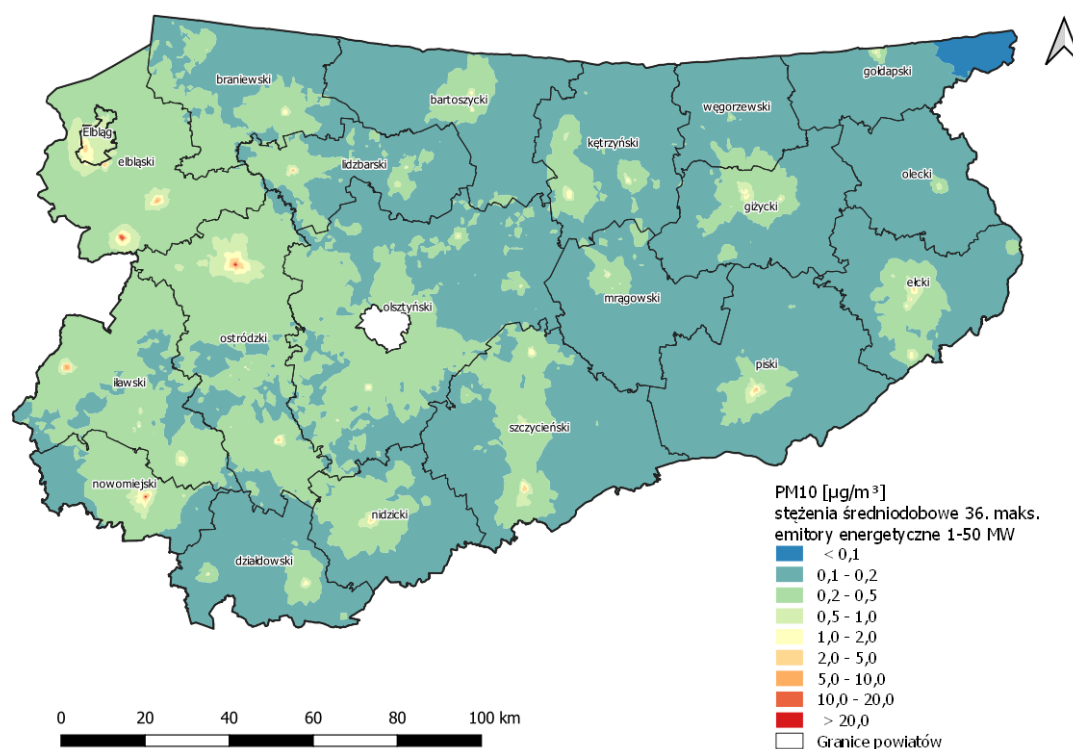 gołdapski
braniewski
bartoszycki
węgorzewski
Elbląg
kętrzyński
elbląski
lidzbarski
olecki
giżycki
ełcki
mrągowski
olsztyński
ostródzki
piski
iławski
szczycieński
nowomiejski
nidzicki
działdowski
PM10 [µg/m³]
stężenia średniodobowe 36. maks.
emitory energetyczne 1-50 MW
< 0,1
0,1 - 0,2
0,2 - 0,5
0,5 - 1,0
1,0 - 2,0
2,0 - 5,0
5,0 - 10,0
10,0 - 20,0
> 20,0
Granice powiatów
0 20 40 60 80 100 km